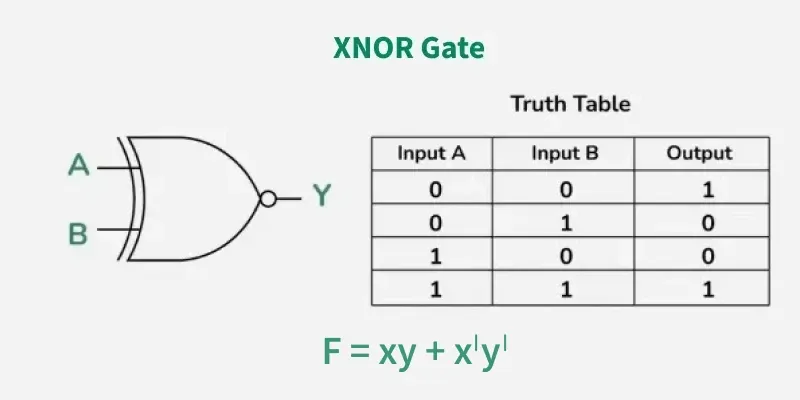 XNOR Gate
Truth Table
A
B
Y
Input A Input B Output
0 0 1
0 1 0
1 0 0
1 1 1
F = xy + x'y'